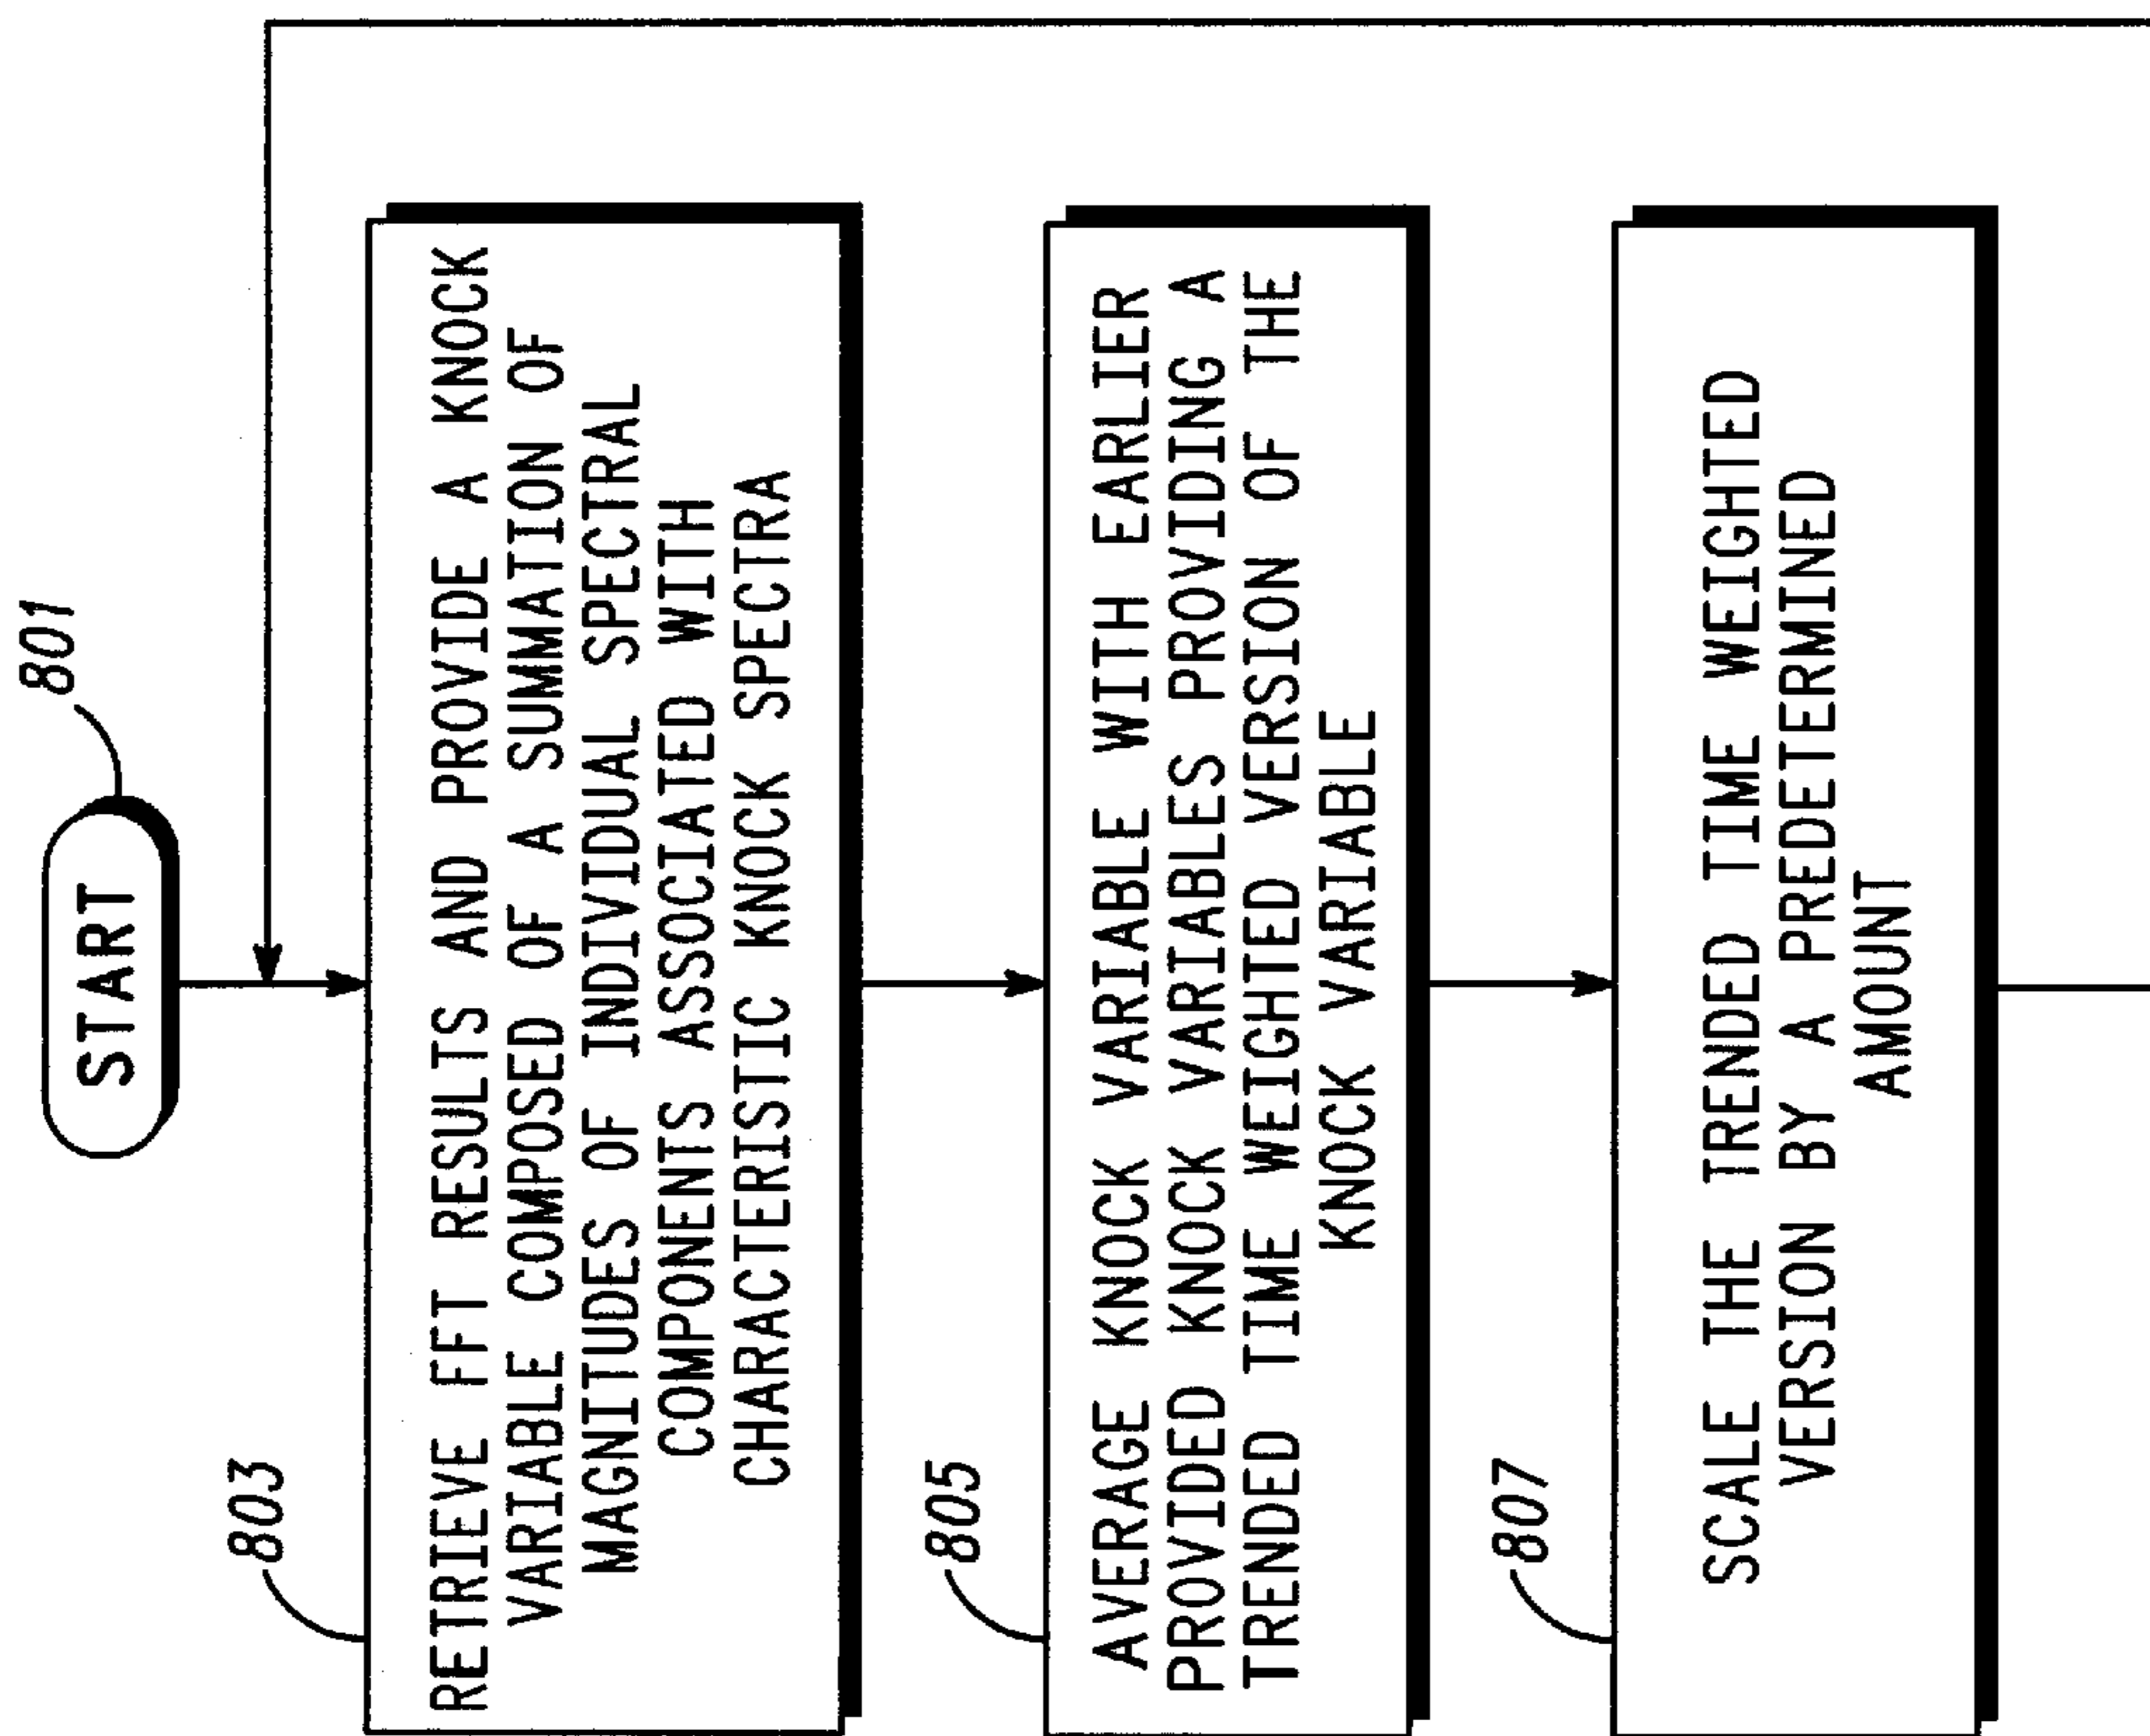 801
START
803
RETRIEVE FFT RESULTS AND PROVIDE A KNOCK
VARIABLE COMPOSED OF A SUMMATION OF
MAGNITUDES OF INDIVIDUAL SPECTRAL
COMPONENTS ASSOCIATED WITH
CHARACTERISTIC KNOCK SPECTRA
805
AVERAGE KNOCK VARIABLE WITH EARLIER
PROVIDED KNOCK VARIABLES PROVIDING A
TRENDED TIME WEIGHTED VERSION OF THE
KNOCK VARIABLE
807
SCALE THE TRENDED TIME WEIGHTED
VERSION BY A PREDETERMINED
AMOUNT